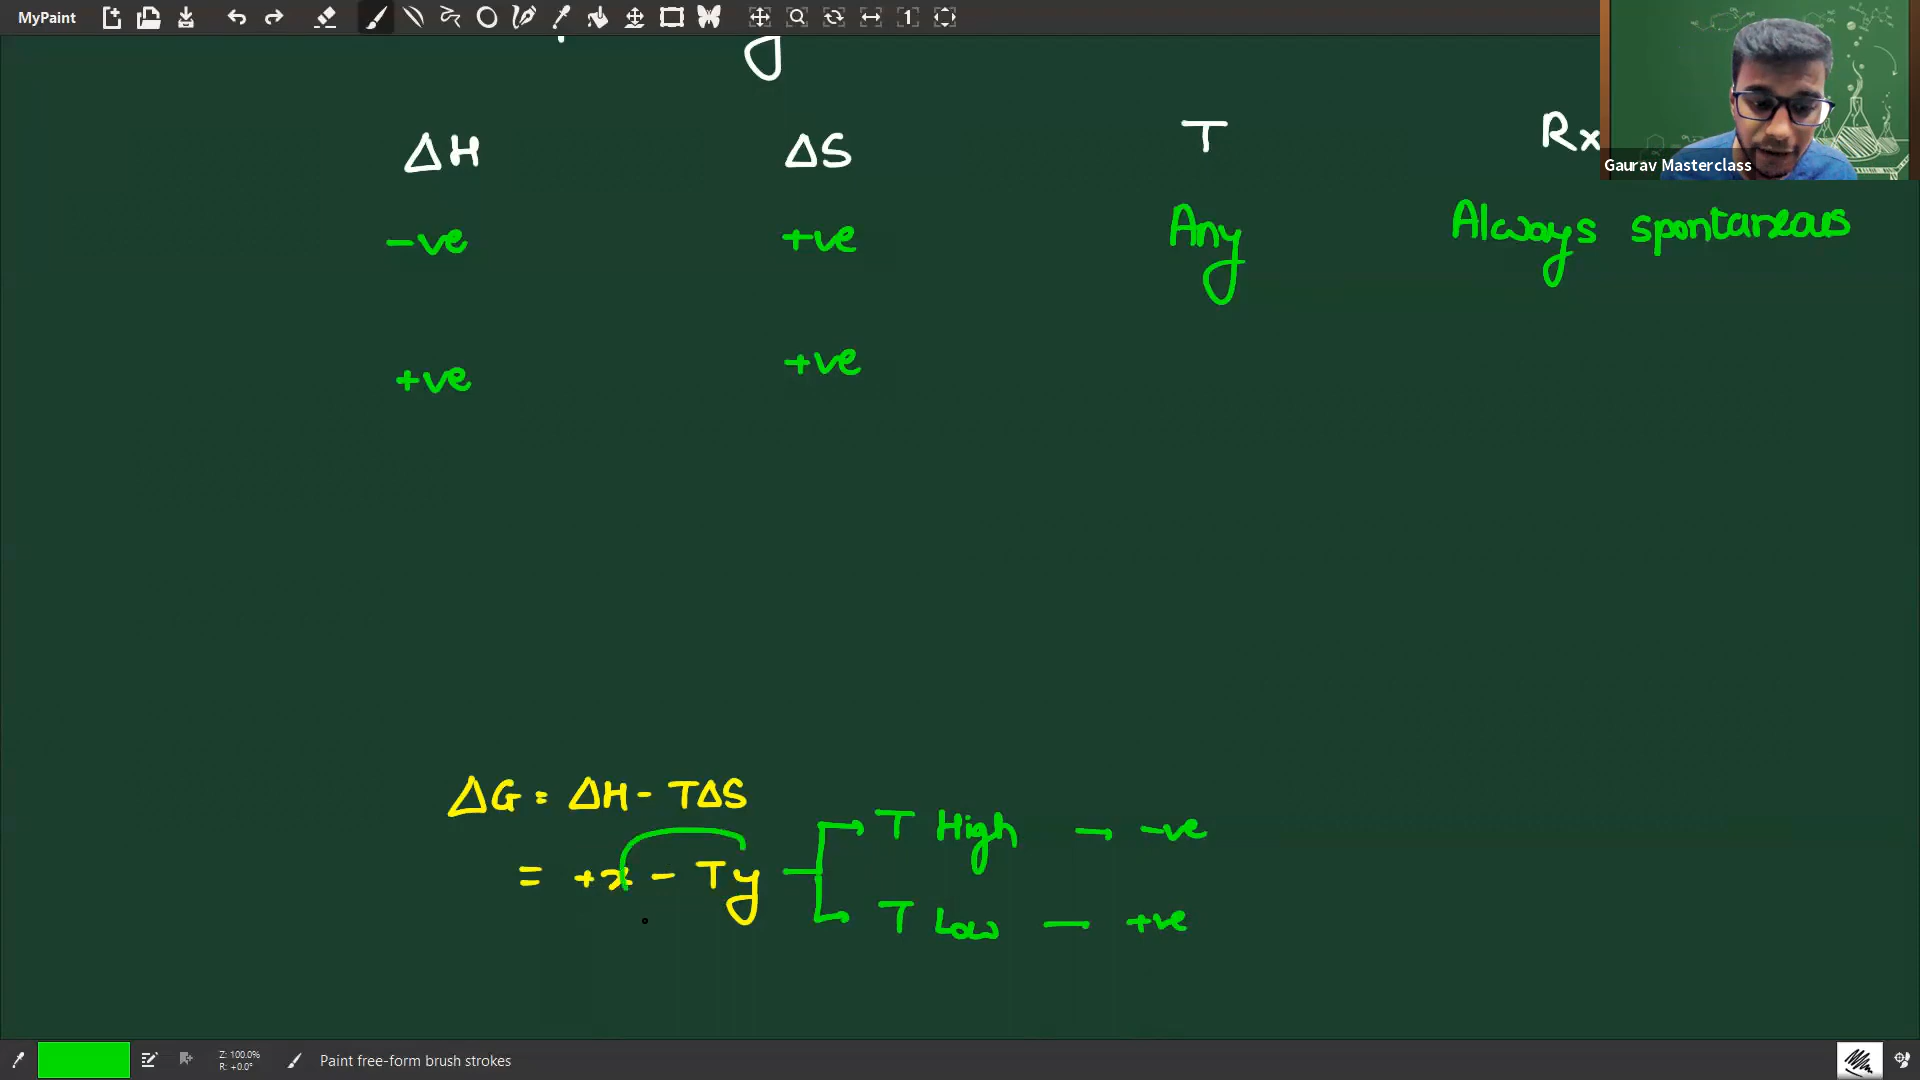 MyPaint
ΔH ΔS T Rx
Gaurav Masterclass
-ve +ve Any Always spontaneous
+ve +ve
ΔG = ΔH - TΔS
= +x - Ty
T High → -ve
T Low — +ve
Z: 100.0%
R: +0.0°
Paint free-form brush strokes